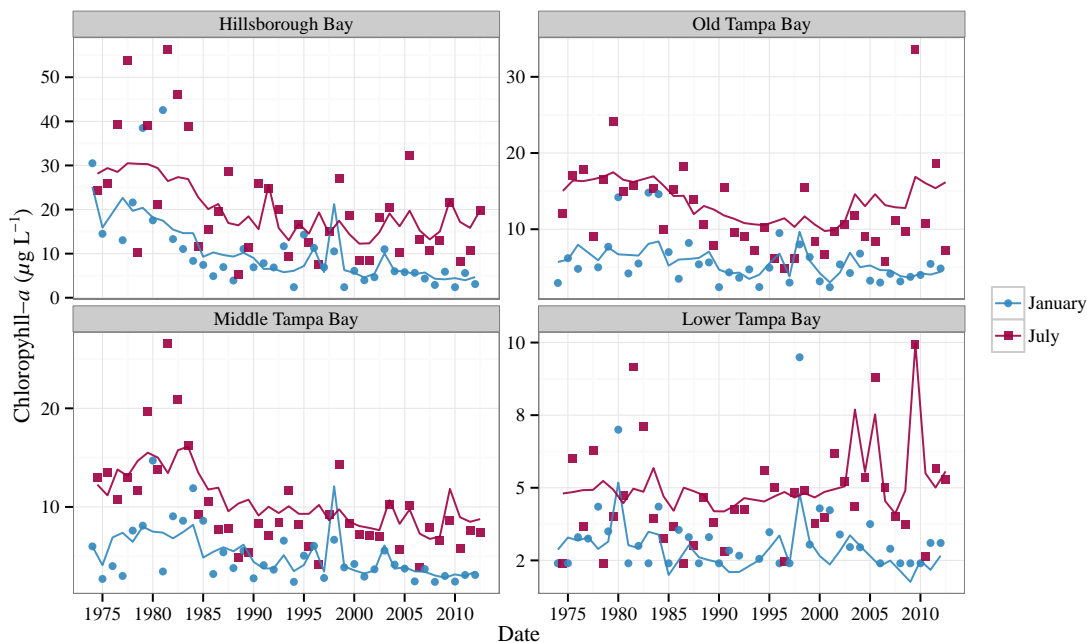 Hillsborough Bay
Old Tampa Bay
50
40
30
20
10
0
30
20
10
0
Middle Tampa Bay
Lower Tampa Bay
20
10
10
8
5
2
1975 1980 1985 1990 1995 2000 2005 2010
1975 1980 1985 1990 1995 2000 2005 2010
Date
Chloropyhll−a (μg L−1)
January
July